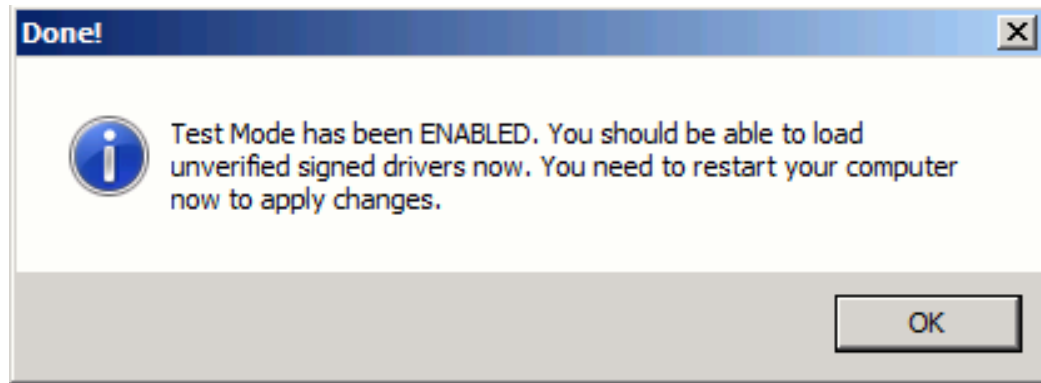 Done!
Test Mode has been ENABLED. You should be able to load
unverified signed drivers now. You need to restart your computer
now to apply changes.
OK